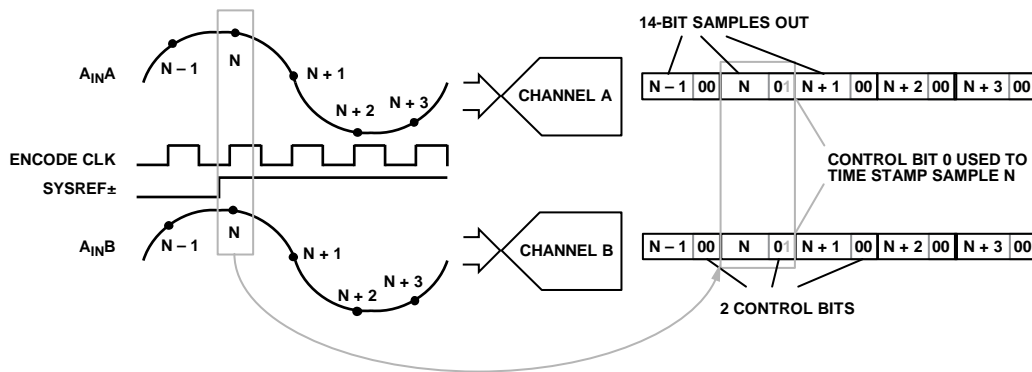 14-BIT SAMPLES OUT
AINA
N – 1
N
N + 1
N + 2
N + 3
CHANNEL A
N – 1 00 N 01 N + 1 00 N + 2 00 N + 3 00
ENCODE CLK
SYSREF±
CONTROL BIT 0 USED TO
TIME STAMP SAMPLE N
AINB
N – 1
N
N + 1
N + 2
N + 3
CHANNEL B
N – 1 00 N 01 N + 1 00 N + 2 00 N + 3 00
2 CONTROL BITS